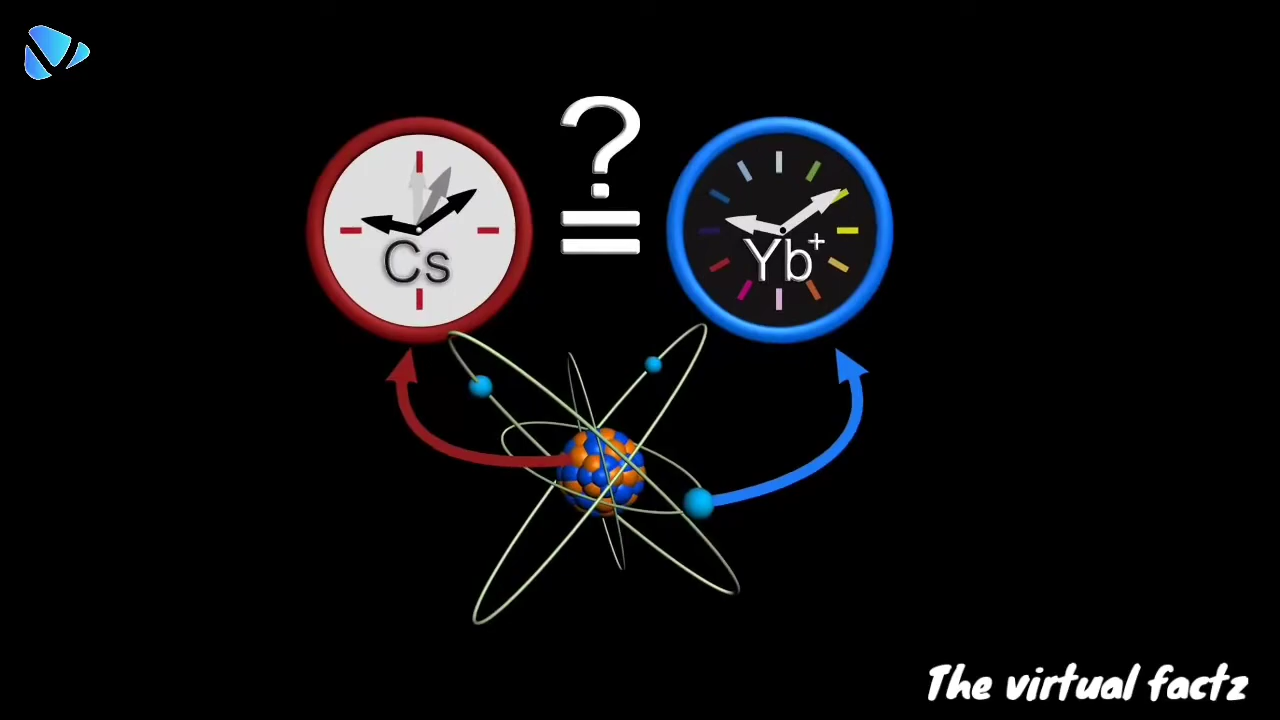 ?
=
Cs
Yb+
The virtual factz